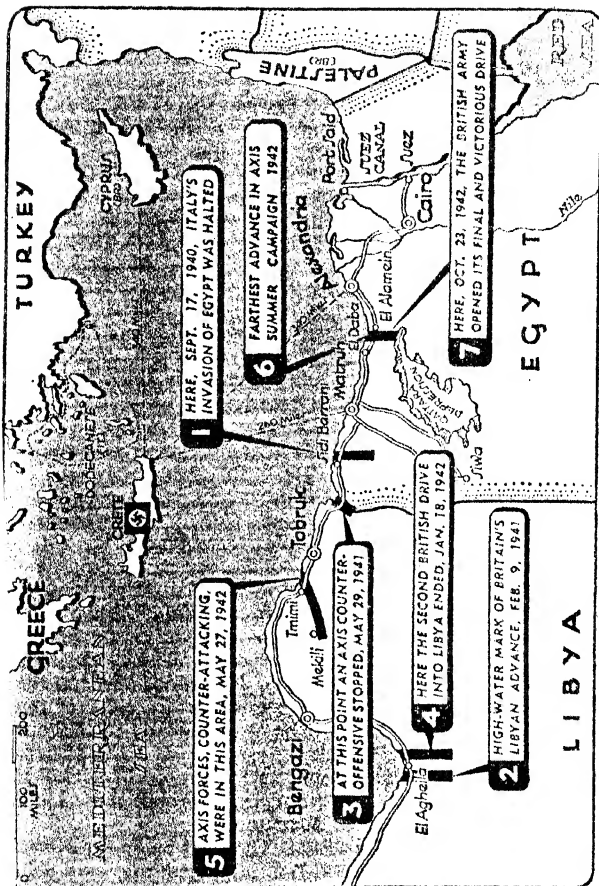 0 100 200
MILES
GREECE
TURKEY
DODECANESE
CRETE
CYPRUS
(BR.)
MEDITERRANEAN
SEA
PALESTINE
(BR.)
5 AXIS FORCES, COUNTER-ATTACKING,
WERE IN THIS AREA, MAY 27, 1942
1 HERE, SEPT. 17, 1940, ITALY'S
INVASION OF EGYPT WAS HALTED
6 FARTHEST ADVANCE IN AXIS
SUMMER CAMPAIGN 1942
Bengazi
Tmimi
Mekili
Tobruk
Sidi Barrani
Matruh
El Daba
Alexandria
El Alamein
Port Said
SUEZ
CANAL
Suez
Cairo
Nile
RED
SEA
3 AT THIS POINT AN AXIS COUNTER-
OFFENSIVE STOPPED, MAY 29, 1941
QATTARA
DEPRESSION
Siwa
El Agheila
4 HERE THE SECOND BRITISH DRIVE
INTO LIBYA ENDED, JAN. 18, 1942
7 HERE, OCT. 23, 1942, THE BRITISH ARMY
OPENED ITS FINAL AND VICTORIOUS DRIVE
2 HIGH-WATER MARK OF BRITAIN'S
LIBYAN ADVANCE, FEB. 9, 1941
LIBYA
EGYPT